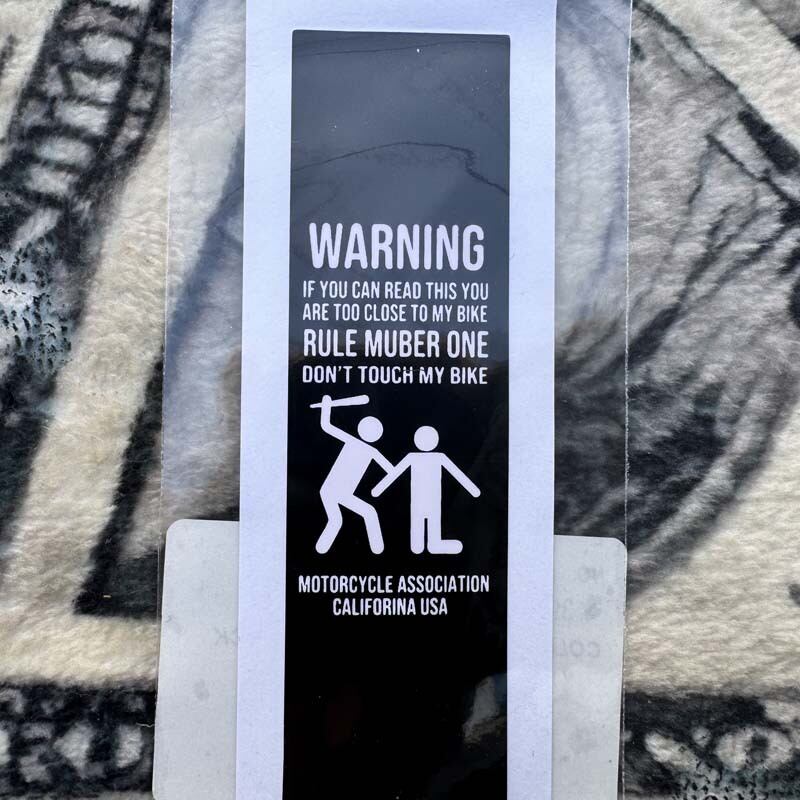 WARNING
IF YOU CAN READ THIS YOU
ARE TOO CLOSE TO MY BIKE
RULE MUBER ONE
DON'T TOUCH MY BIKE
MOTORCYCLE ASSOCIATION
CALIFORINA USA